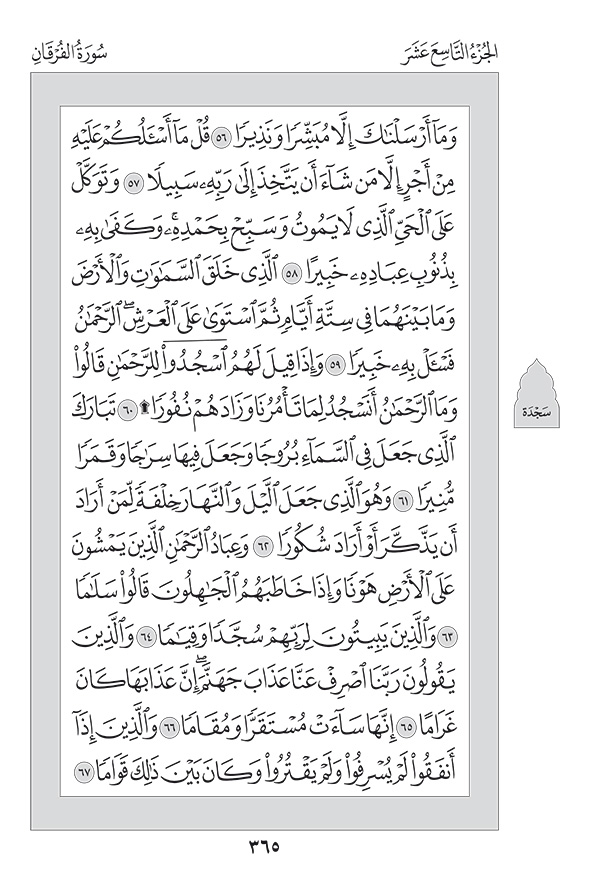 الجُزْءُ التَّاسِعَ عَشَرَ
سُورَةُ الفُرْقَانِ
وَمَآ أَرْسَلْنَٰكَ إِلَّا مُبَشِّرٗا وَنَذِيرٗا ٥٦ قُلْ مَآ أَسْـَٔلُكُمْ عَلَيْهِ
مِنْ أَجْرٍ إِلَّا مَن شَآءَ أَن يَتَّخِذَ إِلَىٰ رَبِّهِۦ سَبِيلٗا ٥٧ وَتَوَكَّلْ
عَلَى ٱلْحَيِّ ٱلَّذِي لَا يَمُوتُ وَسَبِّحْ بِحَمْدِهِۦۚ وَكَفَىٰ بِهِۦ
بِذُنُوبِ عِبَادِهِۦ خَبِيرًا ٥٨ ٱلَّذِي خَلَقَ ٱلسَّمَٰوَٰتِ وَٱلْأَرْضَ
وَمَا بَيْنَهُمَا فِي سِتَّةِ أَيَّامٖ ثُمَّ ٱسْتَوَىٰ عَلَى ٱلْعَرْشِۖ ٱلرَّحْمَٰنُ
فَسْـَٔلْ بِهِۦ خَبِيرٗا ٥٩ وَإِذَا قِيلَ لَهُمُ ٱسْجُدُواْ لِلرَّحْمَٰنِ قَالُواْ
وَمَا ٱلرَّحْمَٰنُ أَنَسْجُدُ لِمَا تَأْمُرُنَا وَزَادَهُمْ نُفُورٗا۩ ٦٠ تَبَارَكَ
ٱلَّذِي جَعَلَ فِي ٱلسَّمَآءِ بُرُوجٗا وَجَعَلَ فِيهَا سِرَٰجٗا وَقَمَرٗا
مُّنِيرٗا ٦١ وَهُوَ ٱلَّذِي جَعَلَ ٱلَّيْلَ وَٱلنَّهَارَ خِلْفَةٗ لِّمَنْ أَرَادَ
أَن يَذَّكَّرَ أَوْ أَرَادَ شُكُورٗا ٦٢ وَعِبَادُ ٱلرَّحْمَٰنِ ٱلَّذِينَ يَمْشُونَ
عَلَى ٱلْأَرْضِ هَوْنٗا وَإِذَا خَاطَبَهُمُ ٱلْجَٰهِلُونَ قَالُواْ سَلَٰمٗا
٦٣ وَٱلَّذِينَ يَبِيتُونَ لِرَبِّهِمْ سُجَّدٗا وَقِيَٰمٗا ٦٤ وَٱلَّذِينَ
يَقُولُونَ رَبَّنَا ٱصْرِفْ عَنَّا عَذَابَ جَهَنَّمَۖ إِنَّ عَذَابَهَا كَانَ
غَرَامًا ٦٥ إِنَّهَا سَآءَتْ مُسْتَقَرّٗا وَمُقَامٗا ٦٦ وَٱلَّذِينَ إِذَآ
أَنفَقُواْ لَمْ يُسْرِفُواْ وَلَمْ يَقْتُرُواْ وَكَانَ بَيْنَ ذَٰلِكَ قَوَامٗا ٦٧
سَجْدَة
٣٦٥